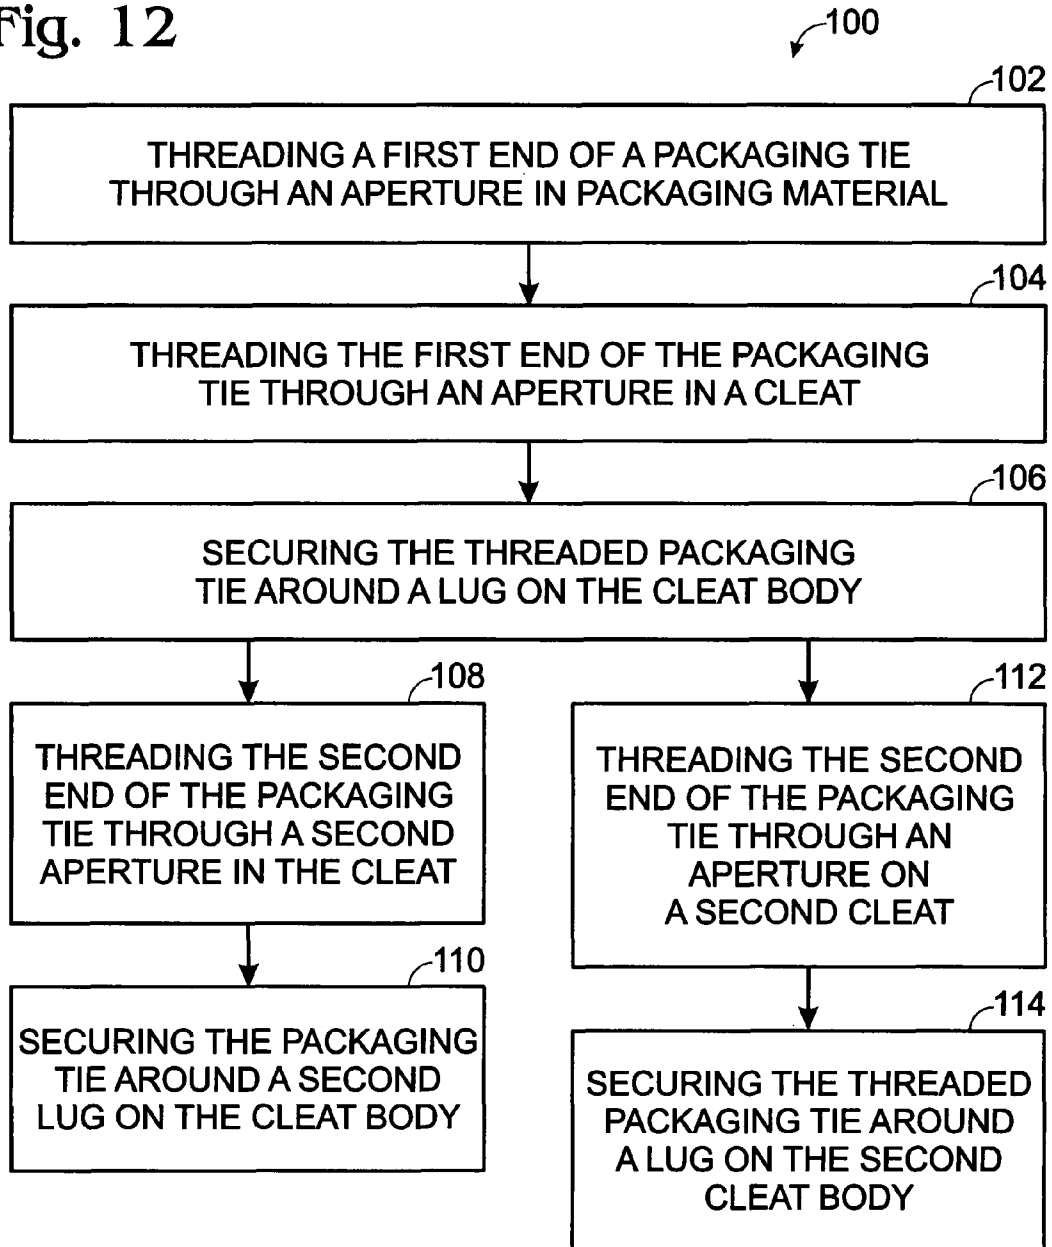 Fig. 12
100
102
THREADING A FIRST END OF A PACKAGING TIE
THROUGH AN APERTURE IN PACKAGING MATERIAL
104
THREADING THE FIRST END OF THE PACKAGING
TIE THROUGH AN APERTURE IN A CLEAT
106
SECURING THE THREADED PACKAGING
TIE AROUND A LUG ON THE CLEAT BODY
108
THREADING THE SECOND
END OF THE PACKAGING
TIE THROUGH A SECOND
APERTURE IN THE CLEAT
110
SECURING THE PACKAGING
TIE AROUND A SECOND
LUG ON THE CLEAT BODY
112
THREADING THE SECOND
END OF THE PACKAGING
TIE THROUGH AN
APERTURE ON
A SECOND CLEAT
114
SECURING THE THREADED
PACKAGING TIE AROUND
A LUG ON THE SECOND
CLEAT BODY